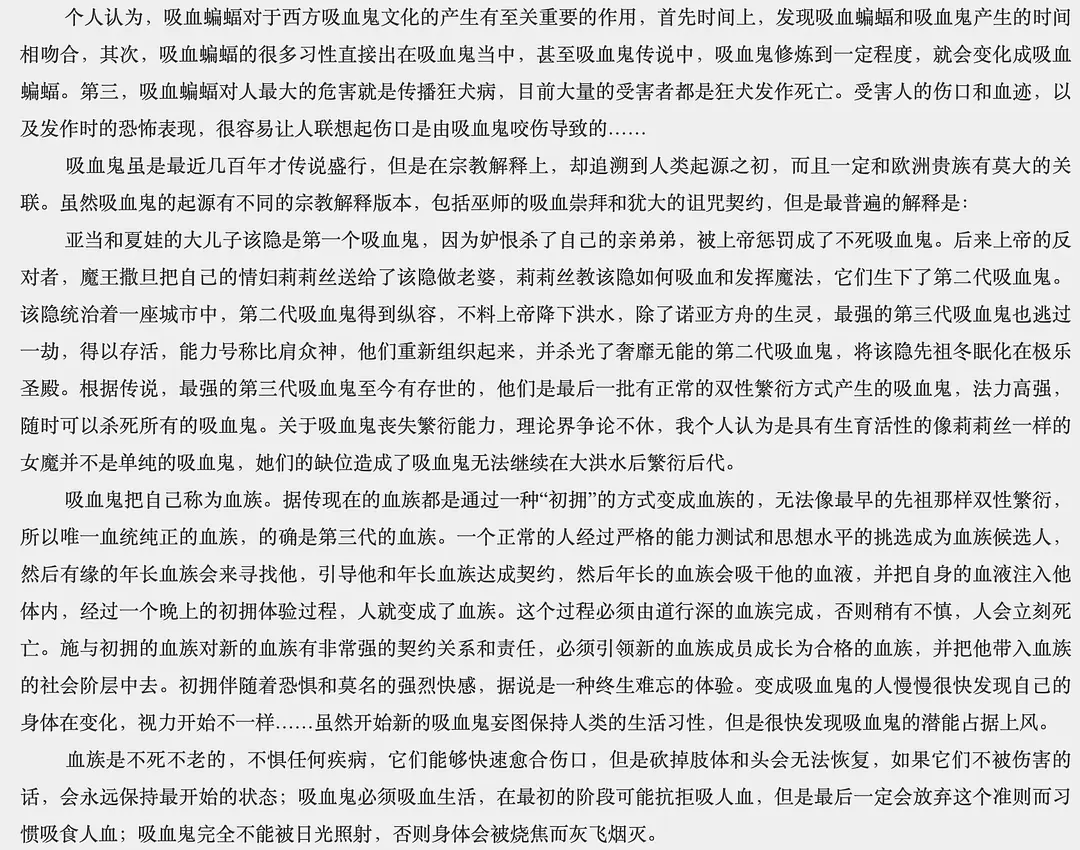 个人认为，吸血蝙蝠对于西方吸血鬼文化的产生有至关重要的作用，首先时间上，发现吸血蝙蝠和吸血鬼产生的时间
相吻合，其次，吸血蝙蝠的很多习性直接出在吸血鬼当中，甚至吸血鬼传说中，吸血鬼修炼到一定程度，就会变化成吸血
蝙蝠。第三，吸血蝙蝠对人最大的危害就是传播狂犬病，目前大量的受害者都是狂犬发作死亡。受害人的伤口和血迹，以
及发作时的恐怖表现，很容易让人联想起伤口是由吸血鬼咬伤导致的……
吸血鬼虽是最近几百年才传说盛行，但是在宗教解释上，却追溯到人类起源之初，而且一定和欧洲贵族有莫大的关
联。虽然吸血鬼的起源有不同的宗教解释版本，包括巫师的吸血崇拜和犹大的诅咒契约，但是最普遍的解释是：
亚当和夏娃的大儿子该隐是第一个吸血鬼，因为妒恨杀了自己的亲弟弟，被上帝惩罚成了不死吸血鬼。后来上帝的反
对者，魔王撒旦把自己的情妇莉莉丝送给了该隐做老婆，莉莉丝教该隐如何吸血和发挥魔法，它们生下了第二代吸血鬼。
该隐统治着一座城市中，第二代吸血鬼得到纵容，不料上帝降下洪水，除了诺亚方舟的生灵，最强的第三代吸血鬼也逃过
一劫，得以存活，能力号称比肩众神，他们重新组织起来，并杀光了奢靡无能的第二代吸血鬼，将该隐先祖冬眠化在极乐
圣殿。根据传说，最强的第三代吸血鬼至今有存世的，他们是最后一批有正常的双性繁衍方式产生的吸血鬼，法力高强，
随时可以杀死所有的吸血鬼。关于吸血鬼丧失繁衍能力，理论界争论不休，我个人认为是具有生育活性的像莉莉丝一样的
女魔并不是单纯的吸血鬼，她们的缺位造成了吸血鬼无法继续在大洪水后繁衍后代。
吸血鬼把自己称为血族。据传现在的血族都是通过一种“初拥”的方式变成血族的，无法像最早的先祖那样双性繁衍，
所以唯一血统纯正的血族，的确是第三代的血族。一个正常的人经过严格的能力测试和思想水平的挑选成为血族候选人，
然后有缘的年长血族会来寻找他，引导他和年长血族达成契约，然后年长的血族会吸干他的血液，并把自身的血液注入他
体内，经过一个晚上的初拥体验过程，人就变成了血族。这个过程必须由道行深的血族完成，否则稍有不慎，人会立刻死
亡。施与初拥的血族对新的血族有非常强的契约关系和责任，必须引领新的血族成员成长为合格的血族，并把他带入血族
的社会阶层中去。初拥伴随着恐惧和莫名的强烈快感，据说是一种终生难忘的体验。变成吸血鬼的人慢慢很快发现自己的
身体在变化，视力开始不一样……虽然开始新的吸血鬼妄图保持人类的生活习性，但是很快发现吸血鬼的潜能占据上风。
血族是不死不老的，不惧任何疾病，它们能够快速愈合伤口，但是砍掉肢体和头会无法恢复，如果它们不被伤害的
话，会永远保持最开始的状态；吸血鬼必须吸血生活，在最初的阶段可能抗拒吸人血，但是最后一定会放弃这个准则而习
惯吸食人血；吸血鬼完全不能被日光照射，否则身体会被烧焦而灰飞烟灭。